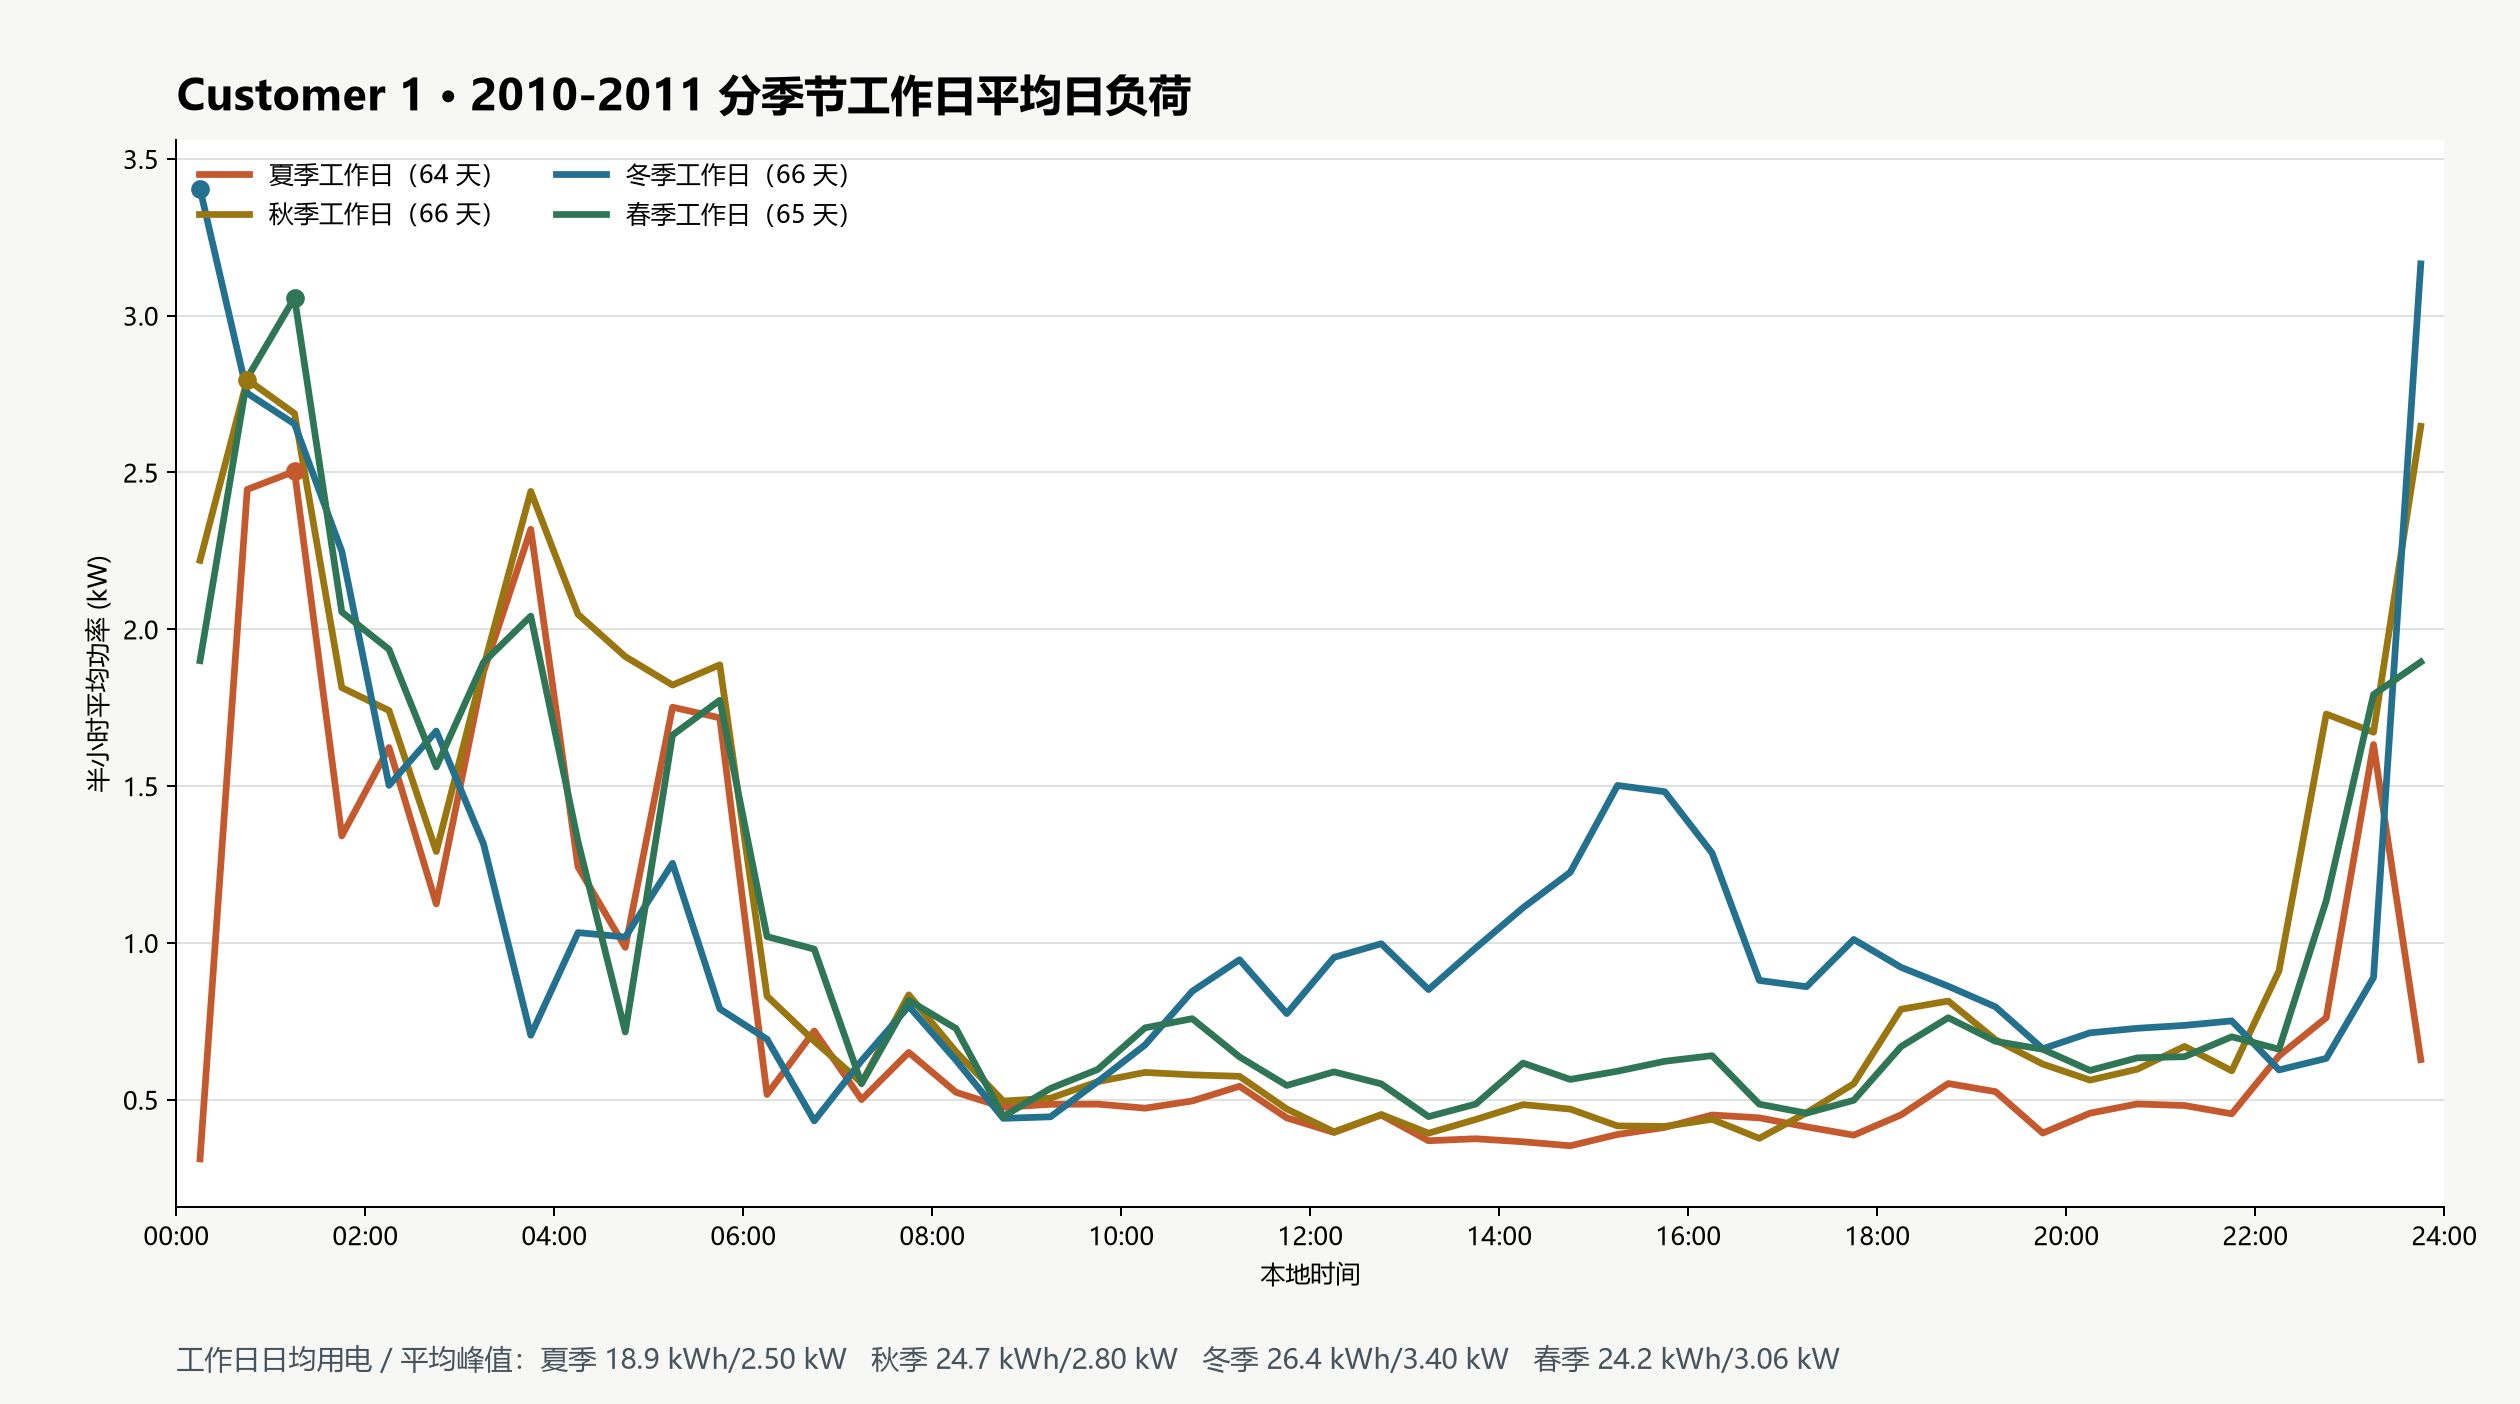 Customer 1 • 2010-2011 分季节工作日平均日负荷
夏季工作日（64 天）
冬季工作日（66 天）
秋季工作日（66 天）
春季工作日（65 天）
半小时平均功率 (kW)
3.5
3.0
2.5
2.0
1.5
1.0
0.5
00:00 02:00 04:00 06:00 08:00 10:00 12:00 14:00 16:00 18:00 20:00 22:00 24:00
本地时间
工作日日均用电 / 平均峰值：夏季 18.9 kWh/2.50 kW 秋季 24.7 kWh/2.80 kW 冬季 26.4 kWh/3.40 kW 春季 24.2 kWh/3.06 kW